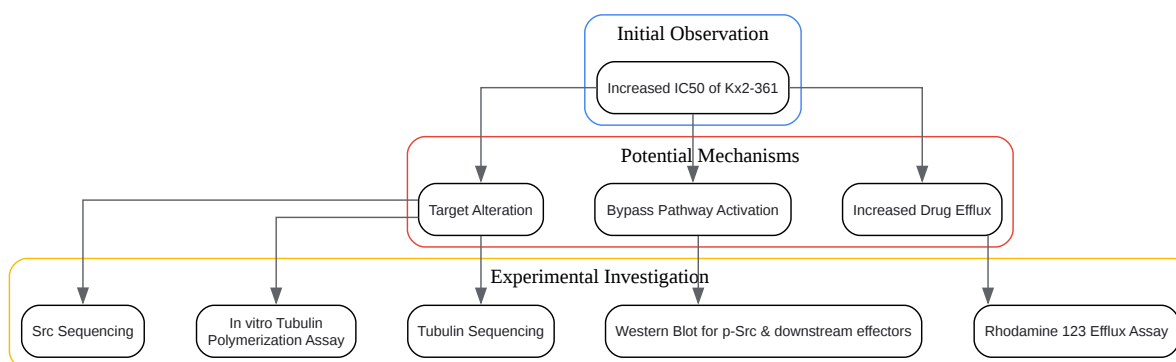 Initial Observation
Increased IC50 of Kx2-361
Potential Mechanisms
Target Alteration
Bypass Pathway Activation
Increased Drug Efflux
Experimental Investigation
Src Sequencing
In vitro Tubulin
Polymerization Assay
Tubulin Sequencing
Western Blot for p-Src & downstream effectors
Rhodamine 123 Efflux Assay